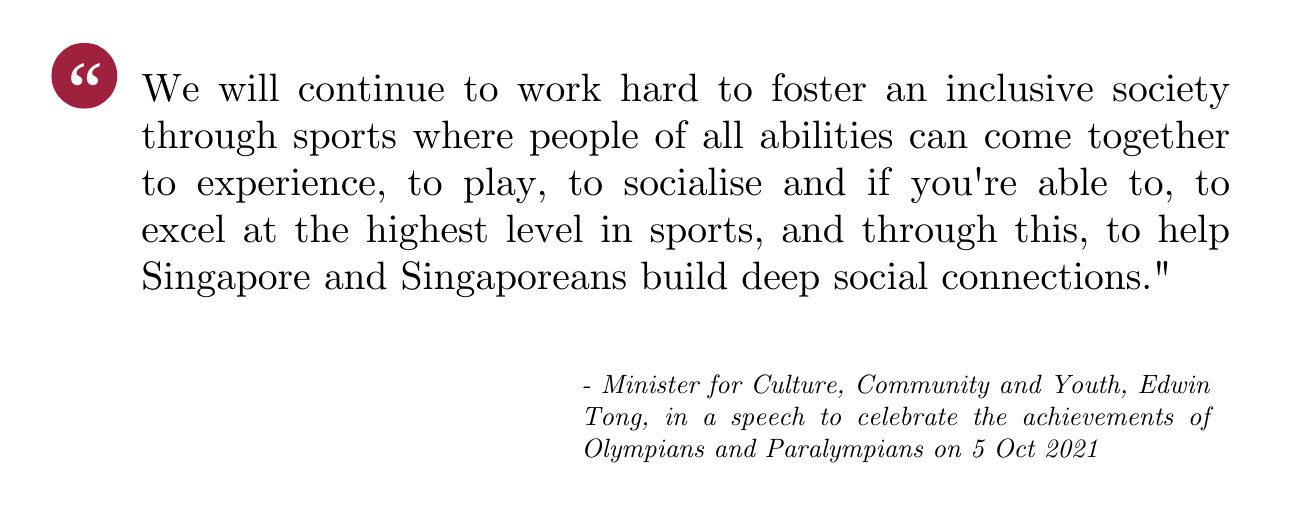 “
We will continue to work hard to foster an inclusive society
through sports where people of all abilities can come together
to experience, to play, to socialise and if you're able to, to
excel at the highest level in sports, and through this, to help
Singapore and Singaporeans build deep social connections."
- Minister for Culture, Community and Youth, Edwin
Tong, in a speech to celebrate the achievements of
Olympians and Paralympians on 5 Oct 2021